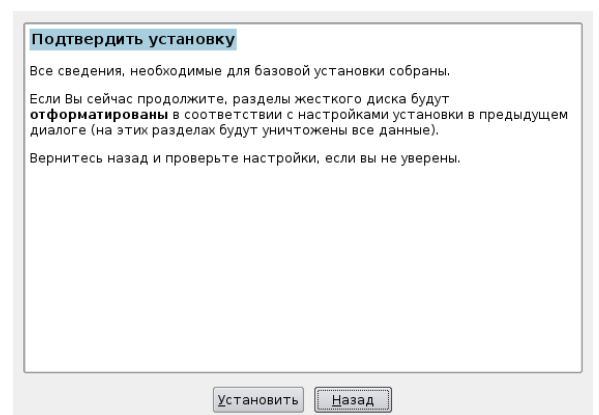 Подтвердить установку
Все сведения, необходимые для базовой установки собраны.
Если Вы сейчас продолжите, разделы жесткого диска будут
отформатированы в соответствии с настройками установки в предыдущем
диалоге (на этих разделах будут уничтожены все данные).
Вернитесь назад и проверьте настройки, если вы не уверены.
Установить Назад